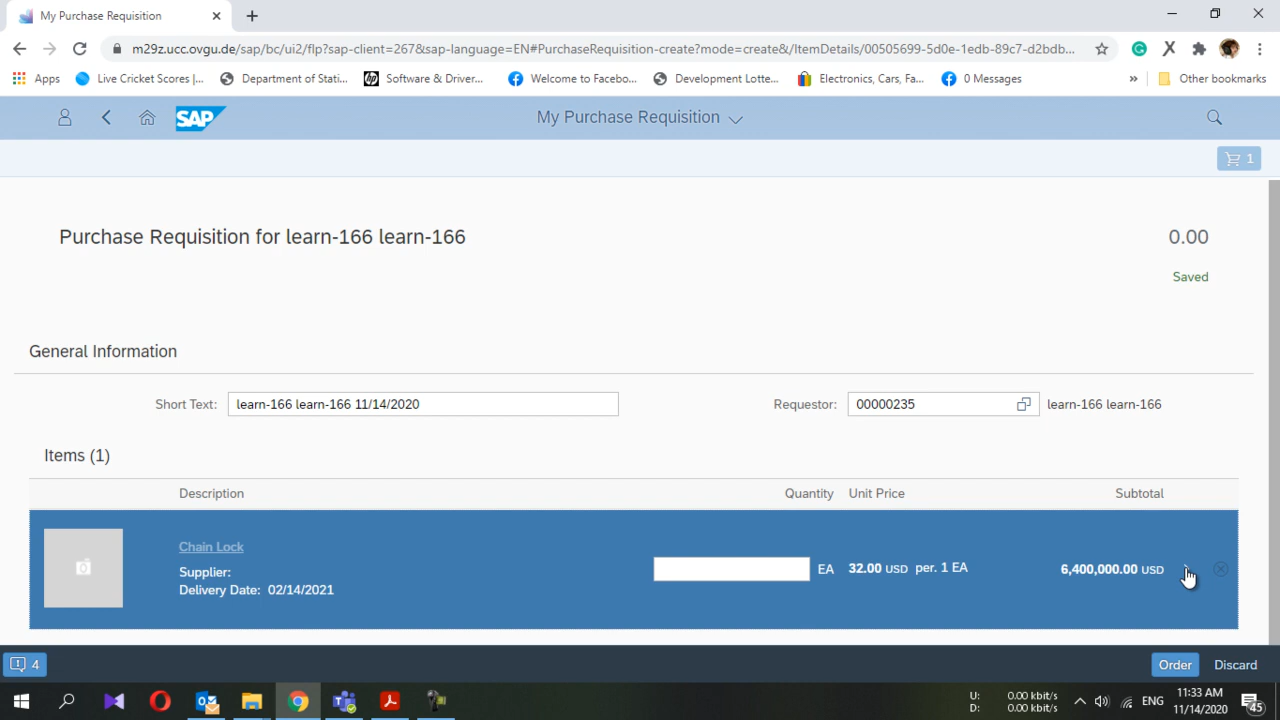 My Purchase Requisition
m29z.ucc.ovgu.de/sap/bc/ui2/flp?sap-client=267&sap-language=EN#PurchaseRequisition-create?mode=create&/ItemDetails/00505699-5d0e-1edb-89c7-d2bdb...
Apps Live Cricket Scores |... Department of Stati... Software & Driver... Welcome to Facebo... Development Lotte... Electronics, Cars, Fa... 0 Messages » Other bookmarks
SAP My Purchase Requisition
1
Purchase Requisition for learn-166 learn-166 0.00
Saved
General Information
Short Text: learn-166 learn-166 11/14/2020 Requestor: 00000235 learn-166 learn-166
Items (1)
Description Quantity Unit Price Subtotal
Chain Lock
EA 32.00 USD per. 1 EA 6,400,000.00 USD
Supplier:
Delivery Date: 02/14/2021
4 Order Discard
U: 0.00 kbit/s
D: 0.00 kbit/s
ENG
11:33 AM
11/14/2020
45